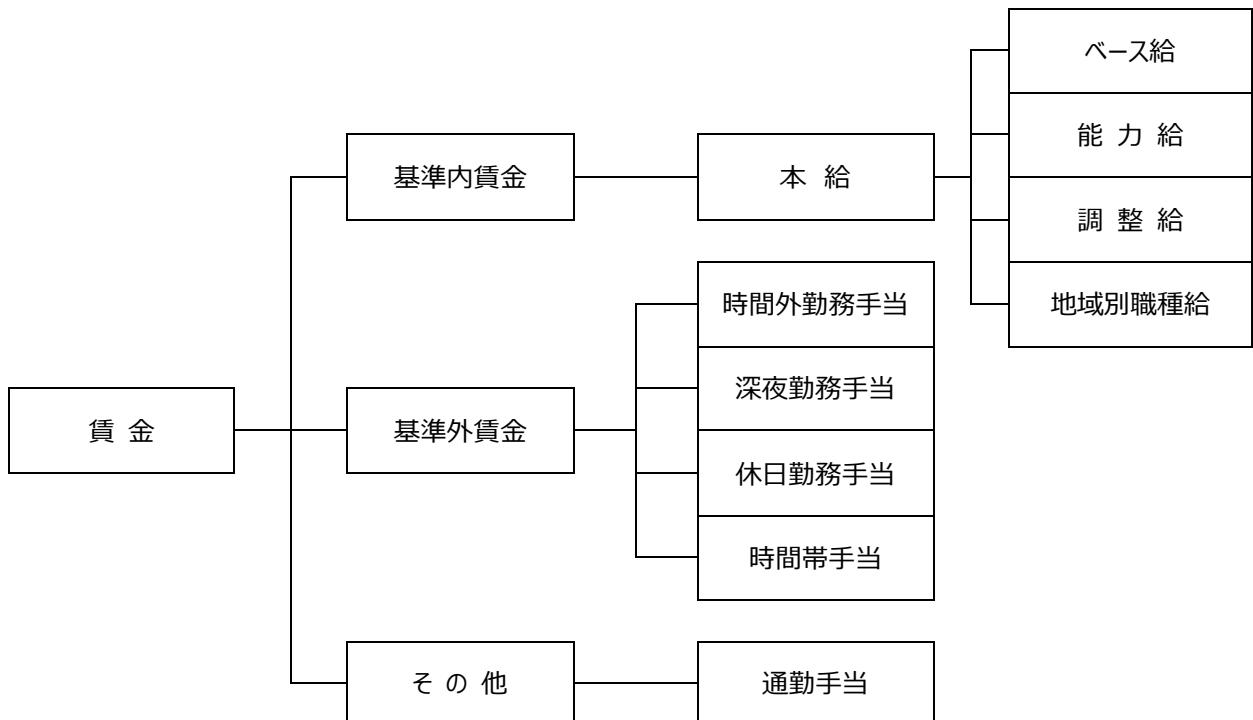 ベース給
能 力 給
基準内賃金
本 給
調 整 給
地域別職種給
時間外勤務手当
深夜勤務手当
賃 金
基準外賃金
休日勤務手当
時間帯手当
そ の 他
通勤手当